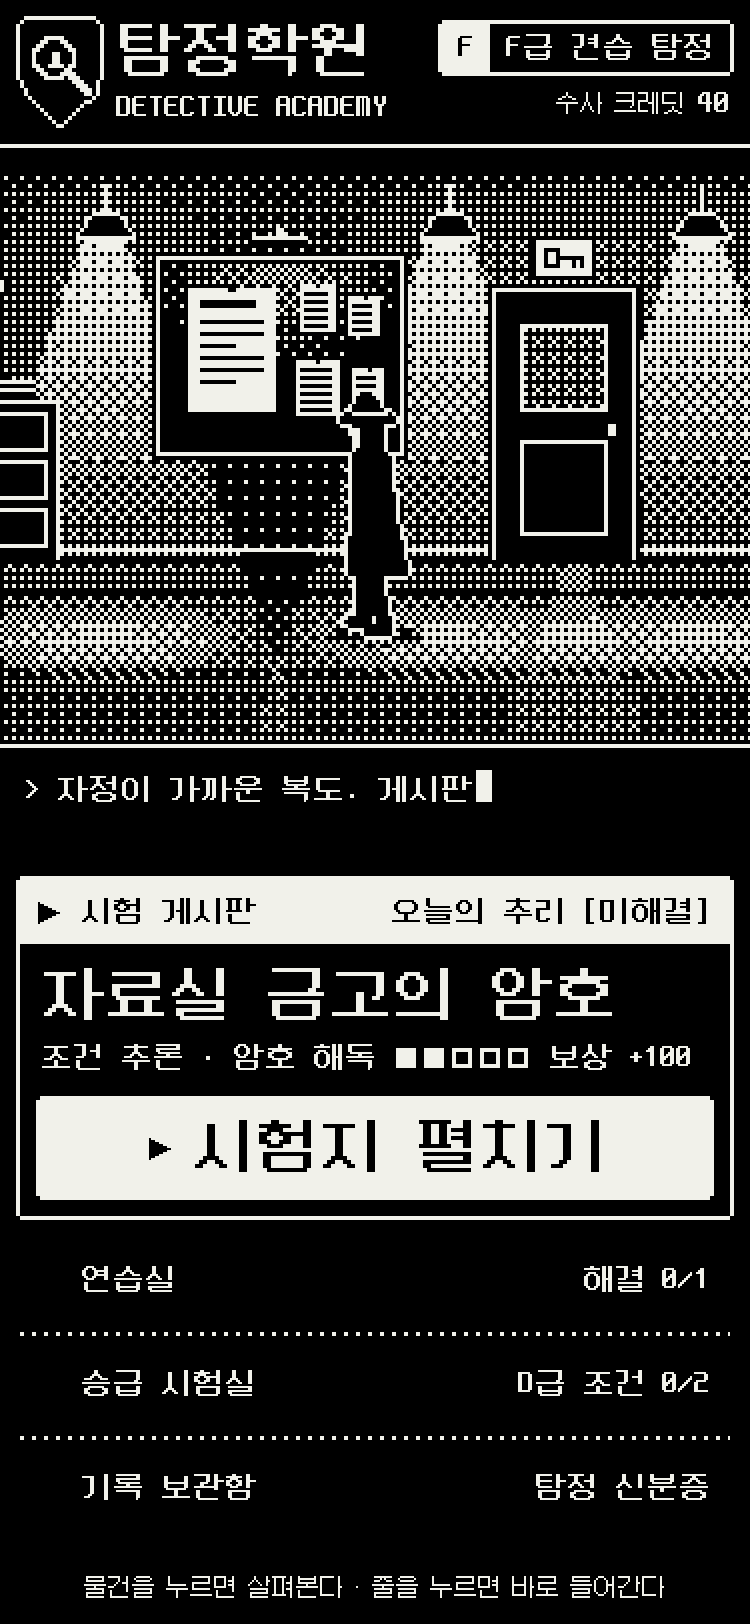 탐정학원
DETECTIVE ACADEMY
F F급 견습 탐정
수사 크레딧 40
> 자정이 가까운 복도. 게시판
▶ 시험 게시판 오늘의 추리 [미해결]
자료실 금고의 암호
조건 추론 · 암호 해독 ■■□□□ 보상 +100
▶ 시험지 펼치기
연습실 해결 0/1
승급 시험실 D급 조건 0/2
기록 보관함 탐정 신분증
물건을 누르면 살펴본다 · 줄을 누르면 바로 들어간다